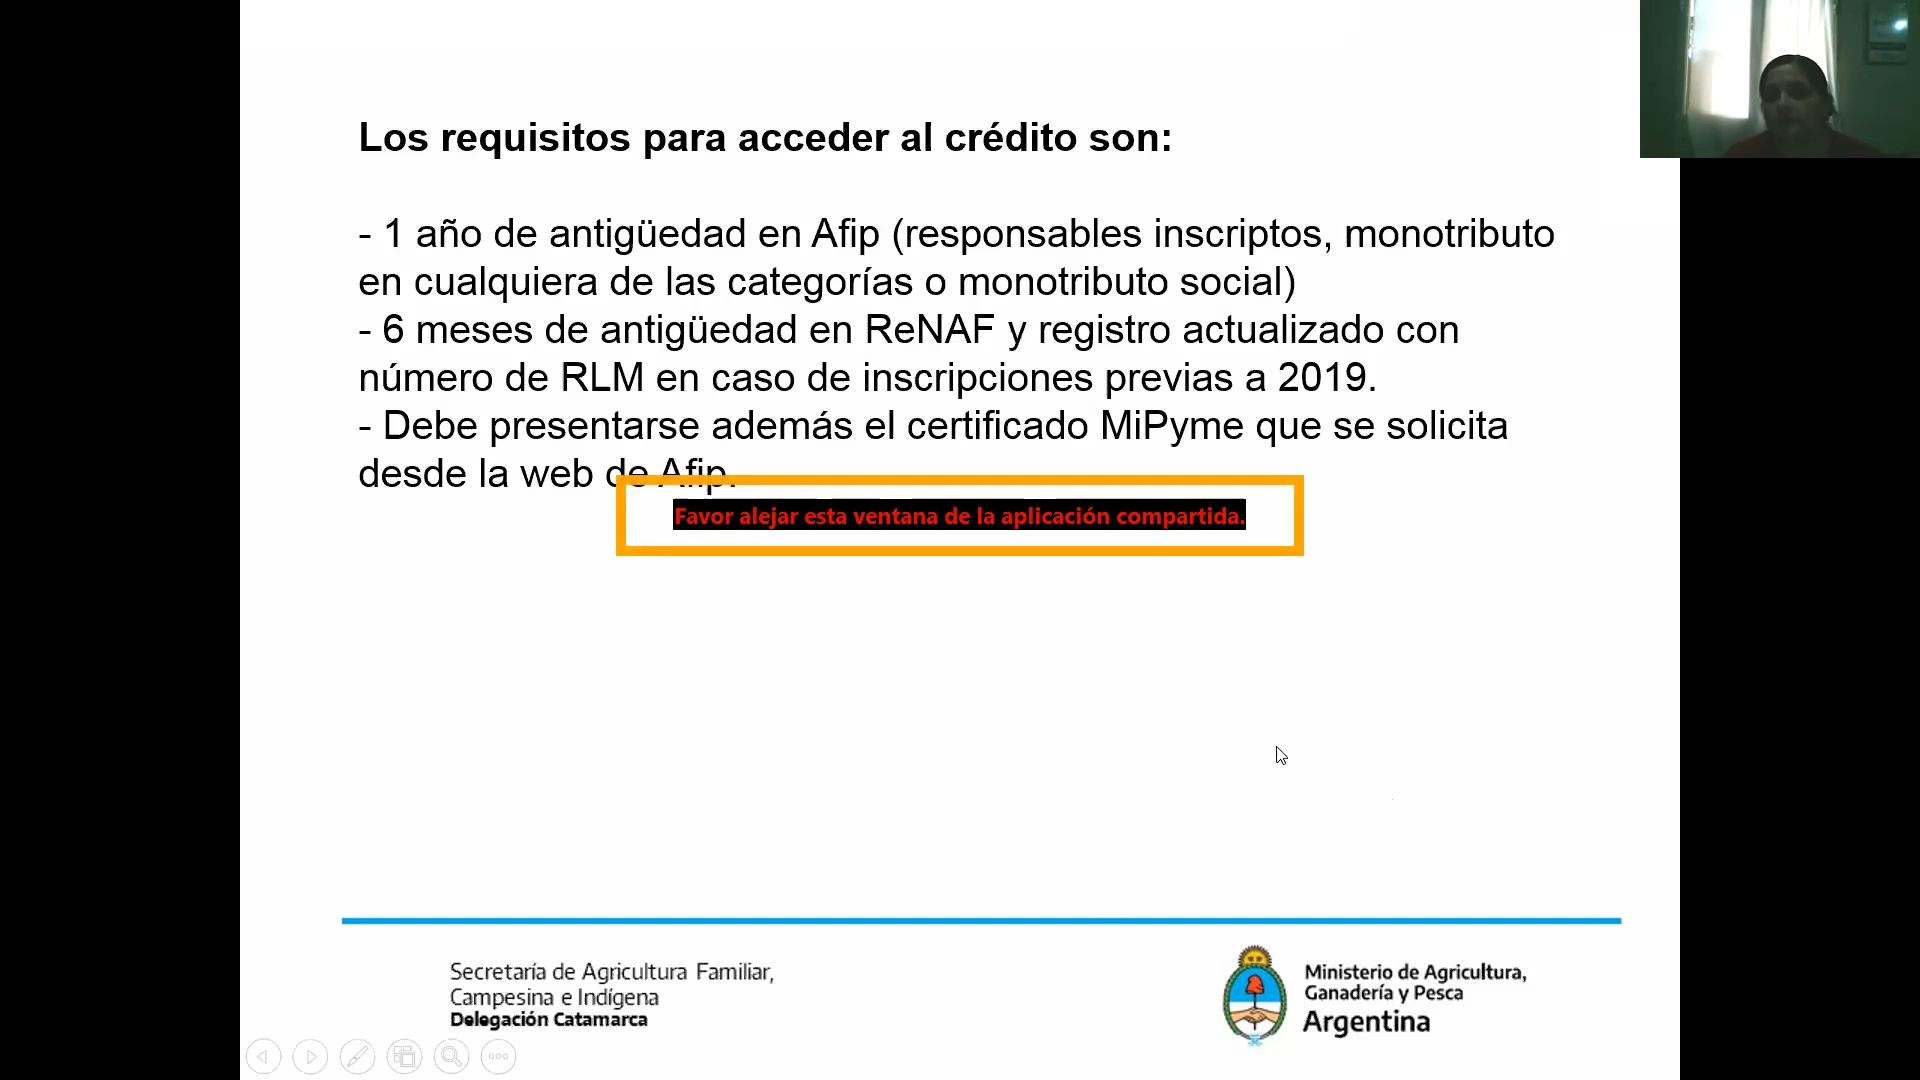 Los requisitos para acceder al crédito son:
- 1 año de antigüedad en Afip (responsables inscriptos, monotributo
en cualquiera de las categorías o monotributo social)
- 6 meses de antigüedad en ReNAF y registro actualizado con
número de RLM en caso de inscripciones previas a 2019.
- Debe presentarse además el certificado MiPyme que se solicita
desde la web de Afip.
Favor alejar esta ventana de la aplicación compartida.
Secretaría de Agricultura Familiar,
Campesina e Indígena
Delegación Catamarca
Ministerio de Agricultura,
Ganadería y Pesca
Argentina